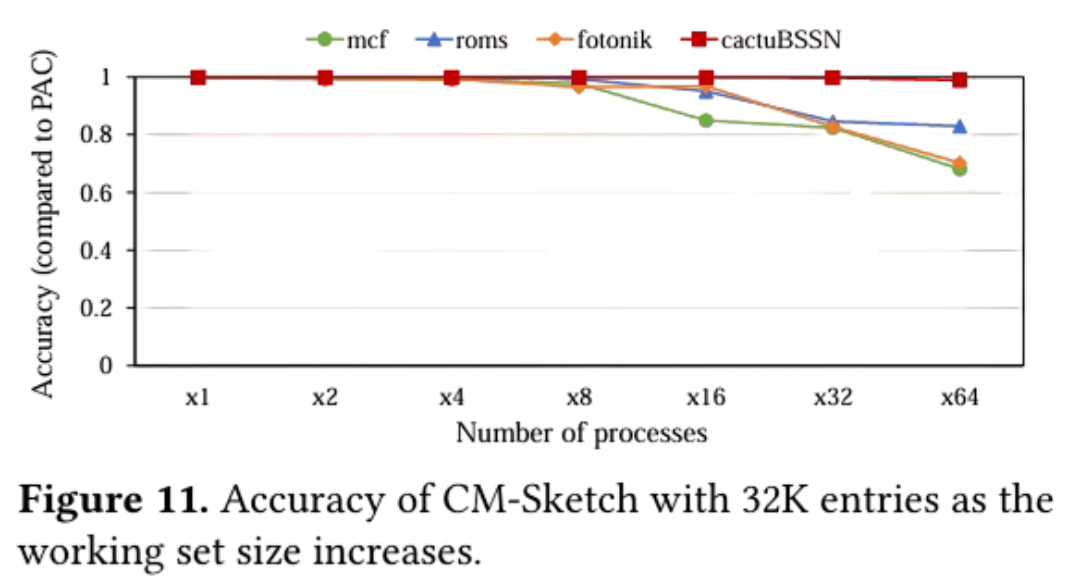 mcf roms fotonik cactuBSSN
Accuracy (compared to PAC)
1
0.8
0.6
0.4
0.2
0
x1 x2 x4 x8 x16 x32 x64
Number of processes
Figure 11. Accuracy of CM-Sketch with 32K entries as the
working set size increases.